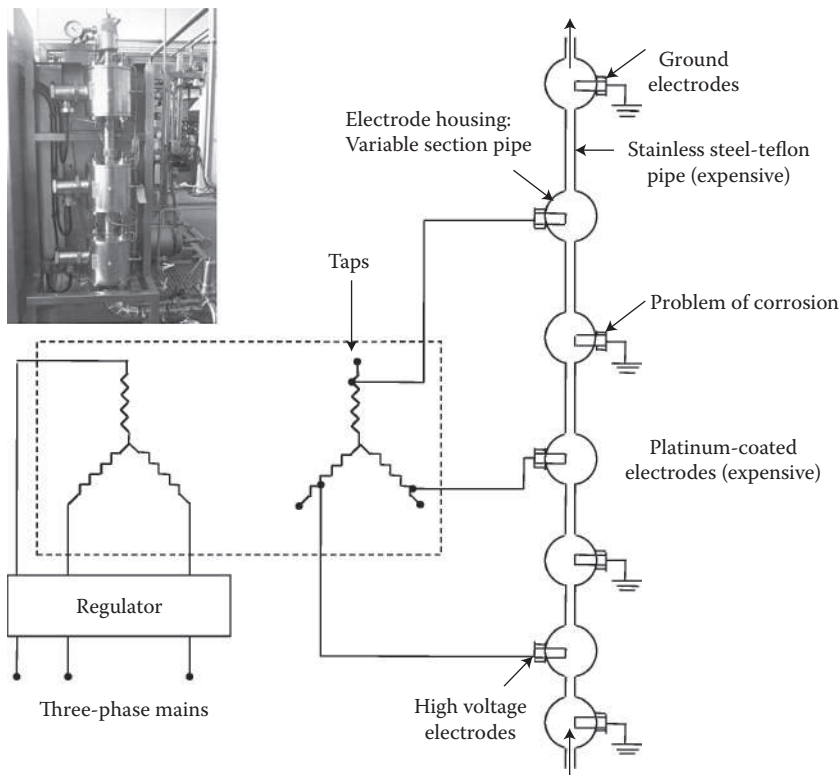 Ground
electrodes
Electrode housing:
Variable section pipe
Stainless steel-teflon
pipe (expensive)
Taps
Problem of corrosion
Platinum-coated
electrodes (expensive)
Regulator
High voltage
electrodes
Three-phase mains